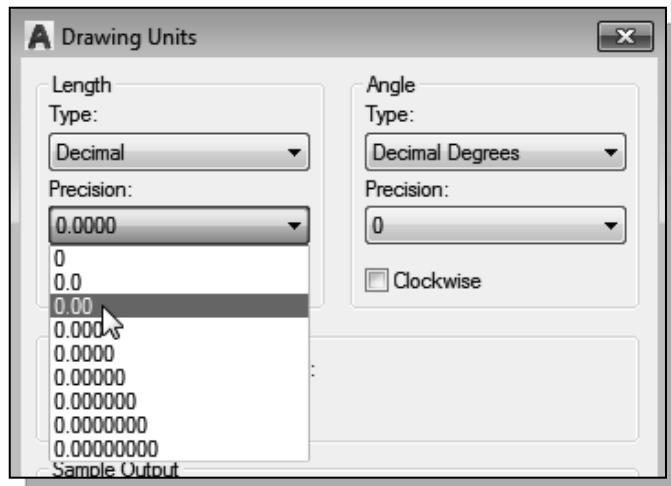 A Drawing Units
Length
Type:
Decimal
Precision:
0.0000
0
0.0
0.00
0.000
0.0000
0.00000
0.000000
0.0000000
0.00000000
Angle
Type:
Decimal Degrees
Precision:
0
Clockwise
:
Sample Output